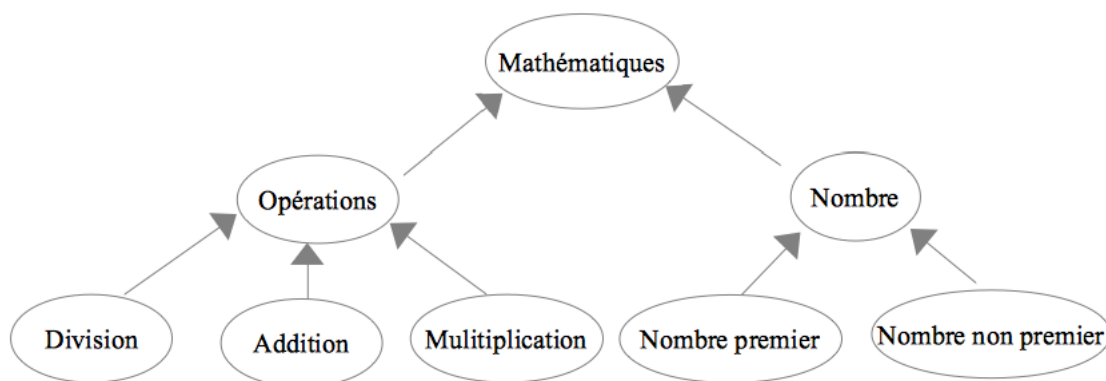 Mathématiques
Opérations
Nombre
Division
Addition
Mulitiplication
Nombre premier
Nombre non premier